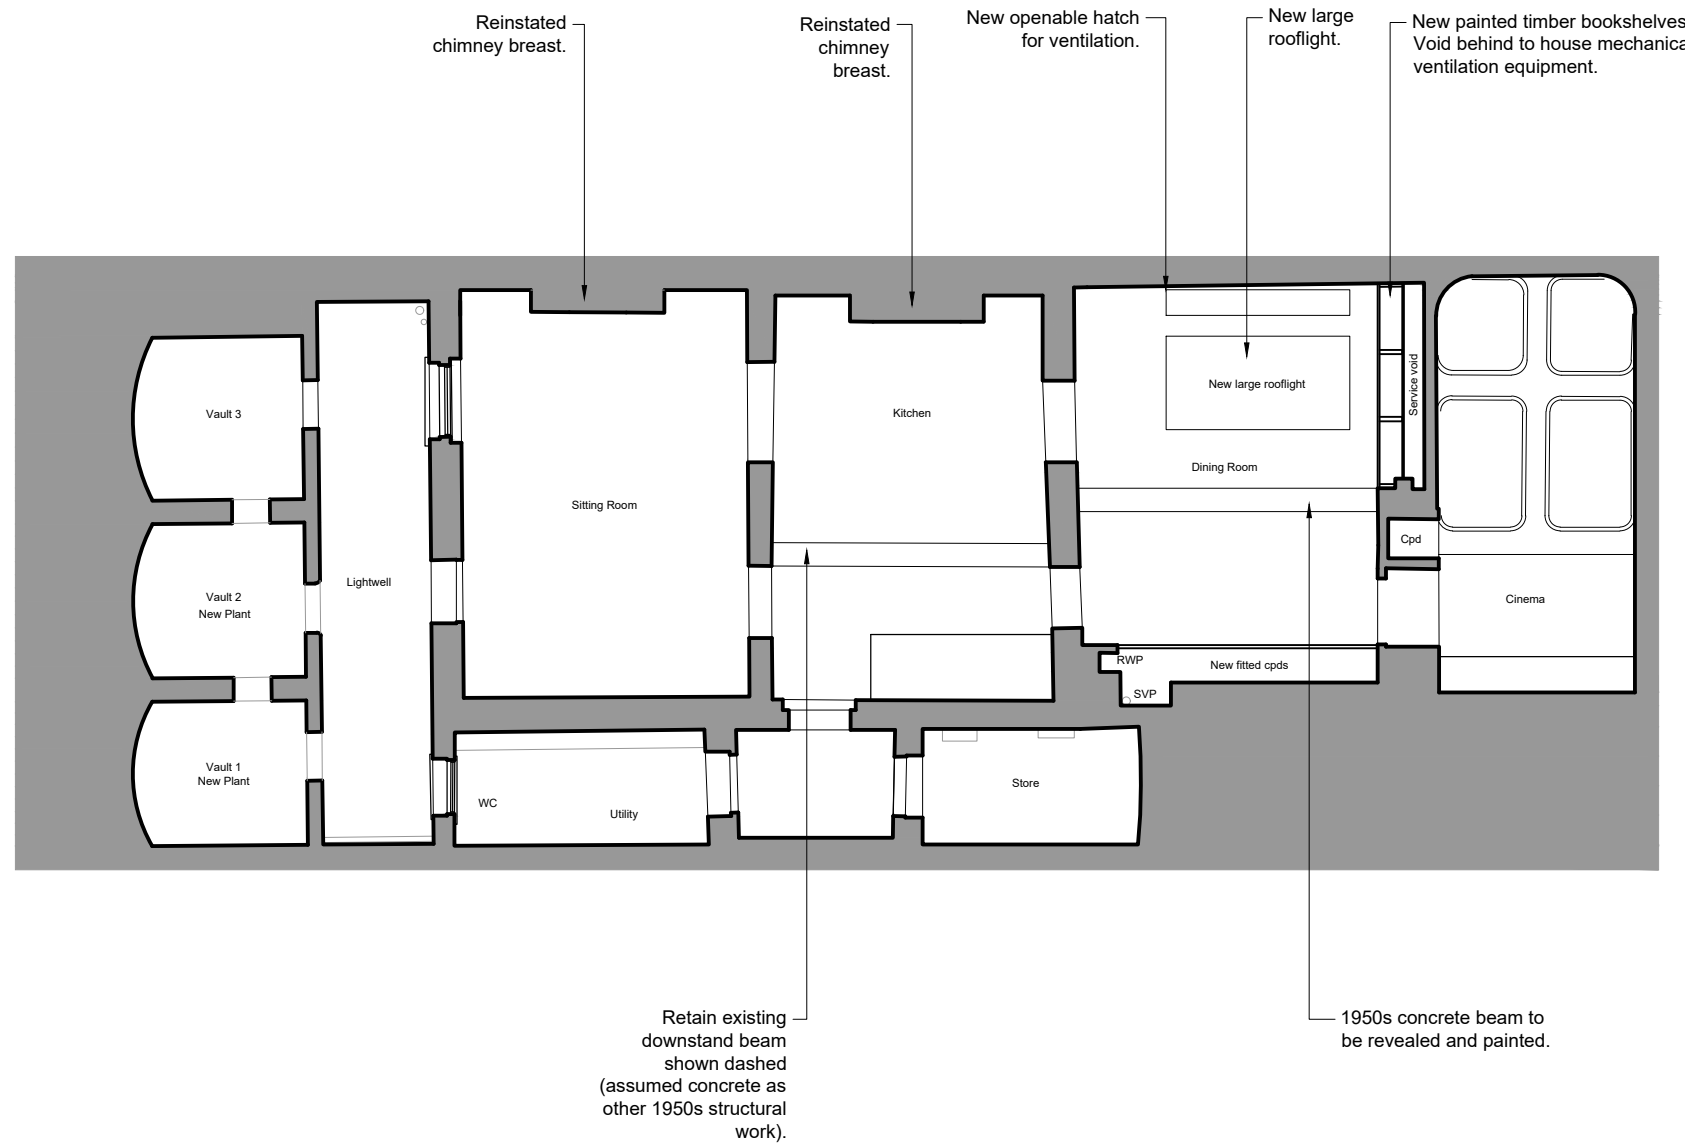 Reinstated
chimney breast.
Reinstated
chimney
breast.
New openable hatch
for ventilation.
New large
rooflight.
New painted timber bookshelves
Void behind to house mechanica
ventilation equipment.
Vault 3
Vault 2
New Plant
Vault 1
New Plant
Lightwell
Sitting Room
Kitchen
New large rooflight
Dining Room
Service void
Cpd
Cinema
RWP
SVP
New fitted cpds
WC
Utility
Store
Retain existing
downstand beam
shown dashed
(assumed concrete as
other 1950s structural
work).
1950s concrete beam to
be revealed and painted.